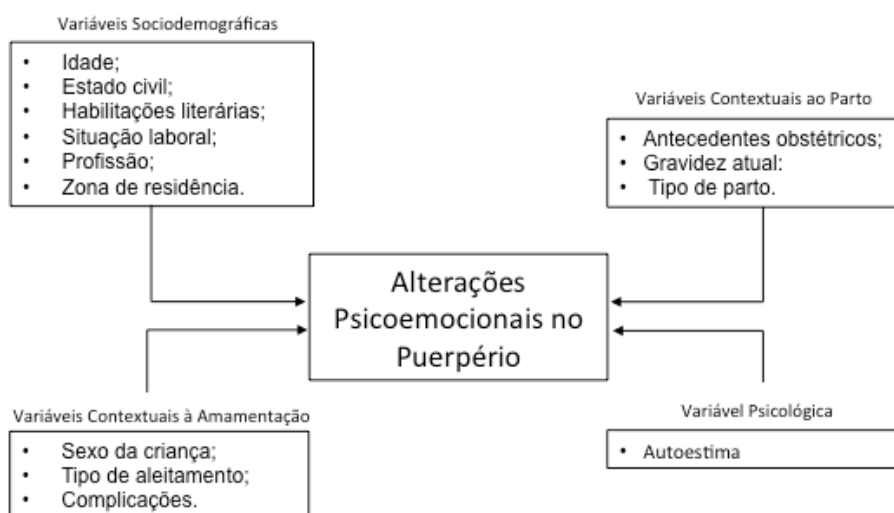 Variáveis Sociodemográficas
• Idade;
• Estado civil;
• Habilitações literárias;
• Situação laboral;
• Profissão;
• Zona de residência.
Variáveis Contextuais ao Parto
• Antecedentes obstétricos;
• Gravidez atual:
• Tipo de parto.
Alterações
Psicoemocionais no
Puerpério
Variáveis Contextuais à Amamentação
• Sexo da criança;
• Tipo de aleitamento;
• Complicações.
Variável Psicológica
• Autoestima